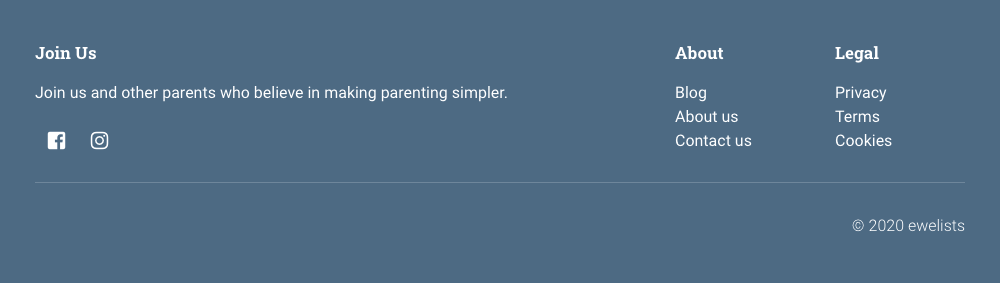 Join Us
Join us and other parents who believe in making parenting simpler.
About
Blog
About us
Contact us
Legal
Privacy
Terms
Cookies
© 2020 ewelists